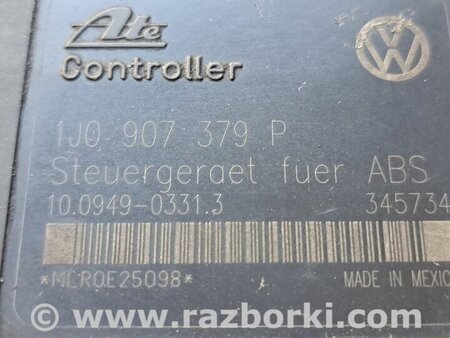 Ate
Controller
1J0 907 379 P
Steuergeraet fuer ABS
10.0949-0331.3 345734
MADE IN MEXICO
www.razborki.com